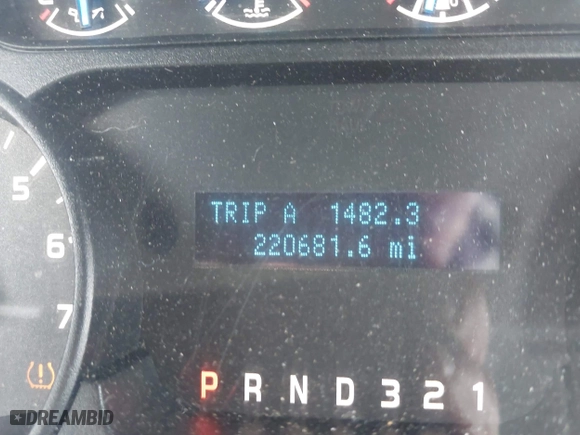 5
6
7
TRIP A 1482.3
220681.6 mi
P R N D 3 2 1
DREAMBID